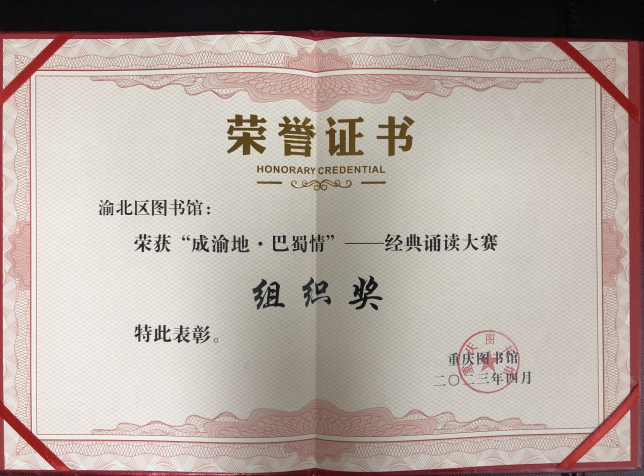 荣誉证书
HONORARY CREDENTIAL
渝北区图书馆：
荣获“成渝地·巴蜀情”——经典诵读大赛
组织奖
特此表彰。
重庆图书馆
二〇二三年四月